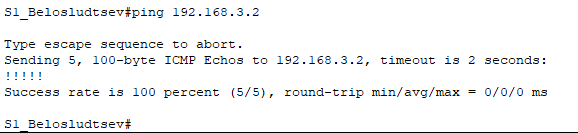 S1_Belosludtsev#ping 192.168.3.2
Type escape sequence to abort.
Sending 5, 100-byte ICMP Echos to 192.168.3.2, timeout is 2 seconds:
!!!!!
Success rate is 100 percent (5/5), round-trip min/avg/max = 0/0/0 ms
S1_Belosludtsev#